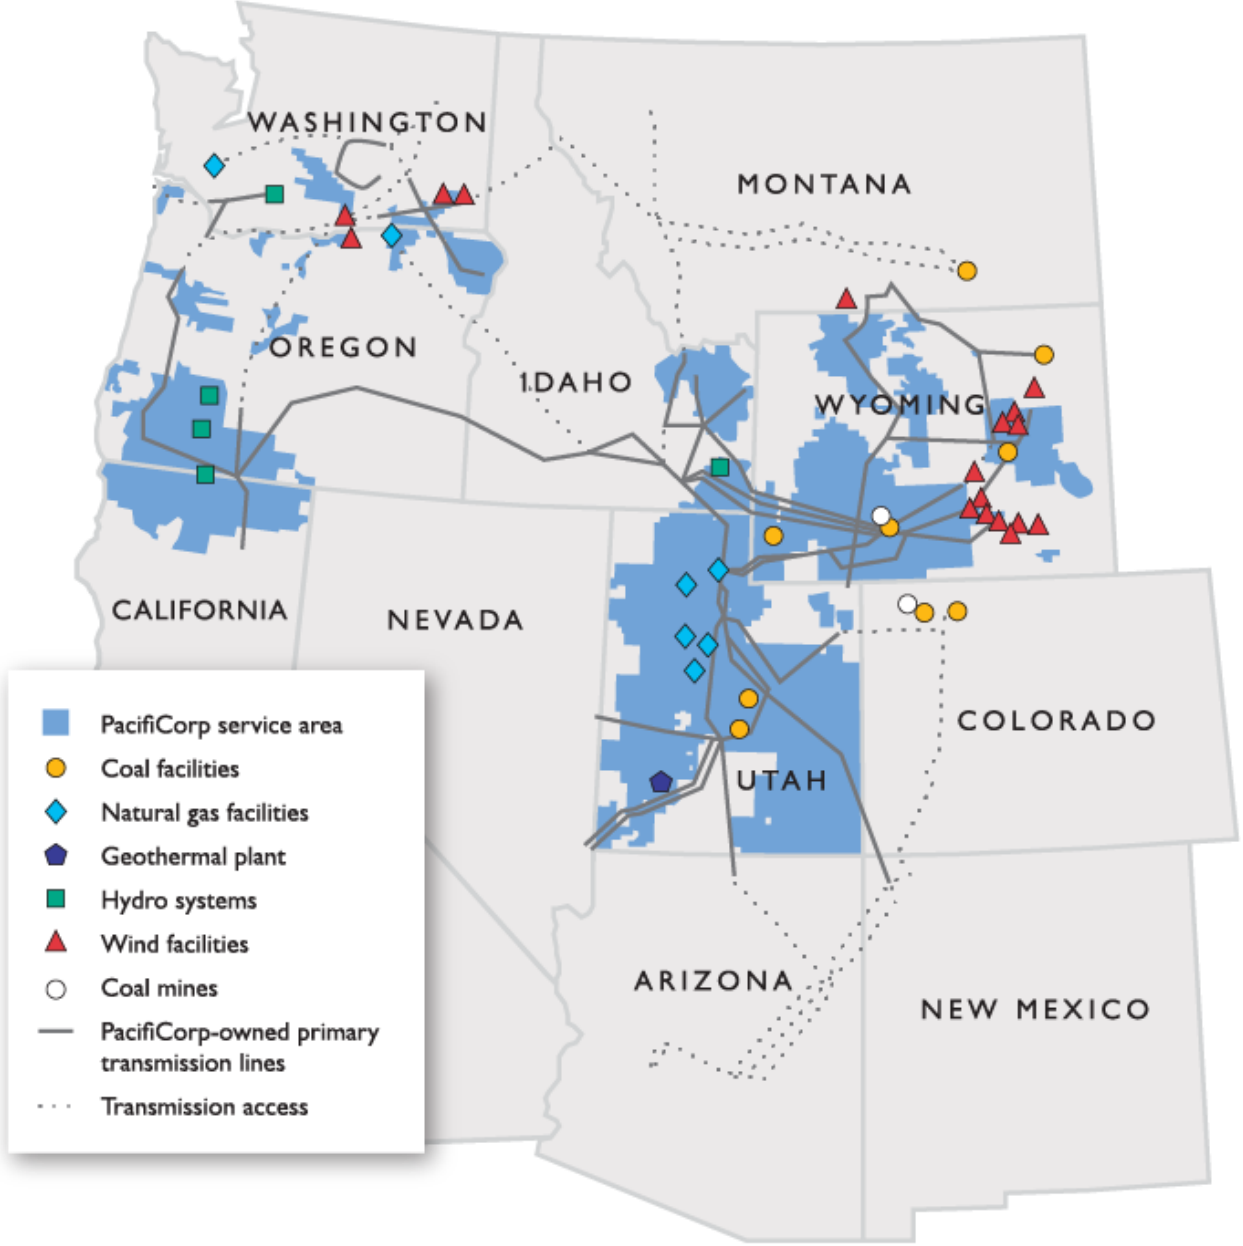 WASHINGTON
MONTANA
OREGON
IDAHO
WYOMING
CALIFORNIA
NEVADA
COLORADO
UTAH
ARIZONA
NEW MEXICO
PacifiCorp service area
Coal facilities
Natural gas facilities
Geothermal plant
Hydro systems
Wind facilities
Coal mines
PacifiCorp-owned primary
transmission lines
Transmission access